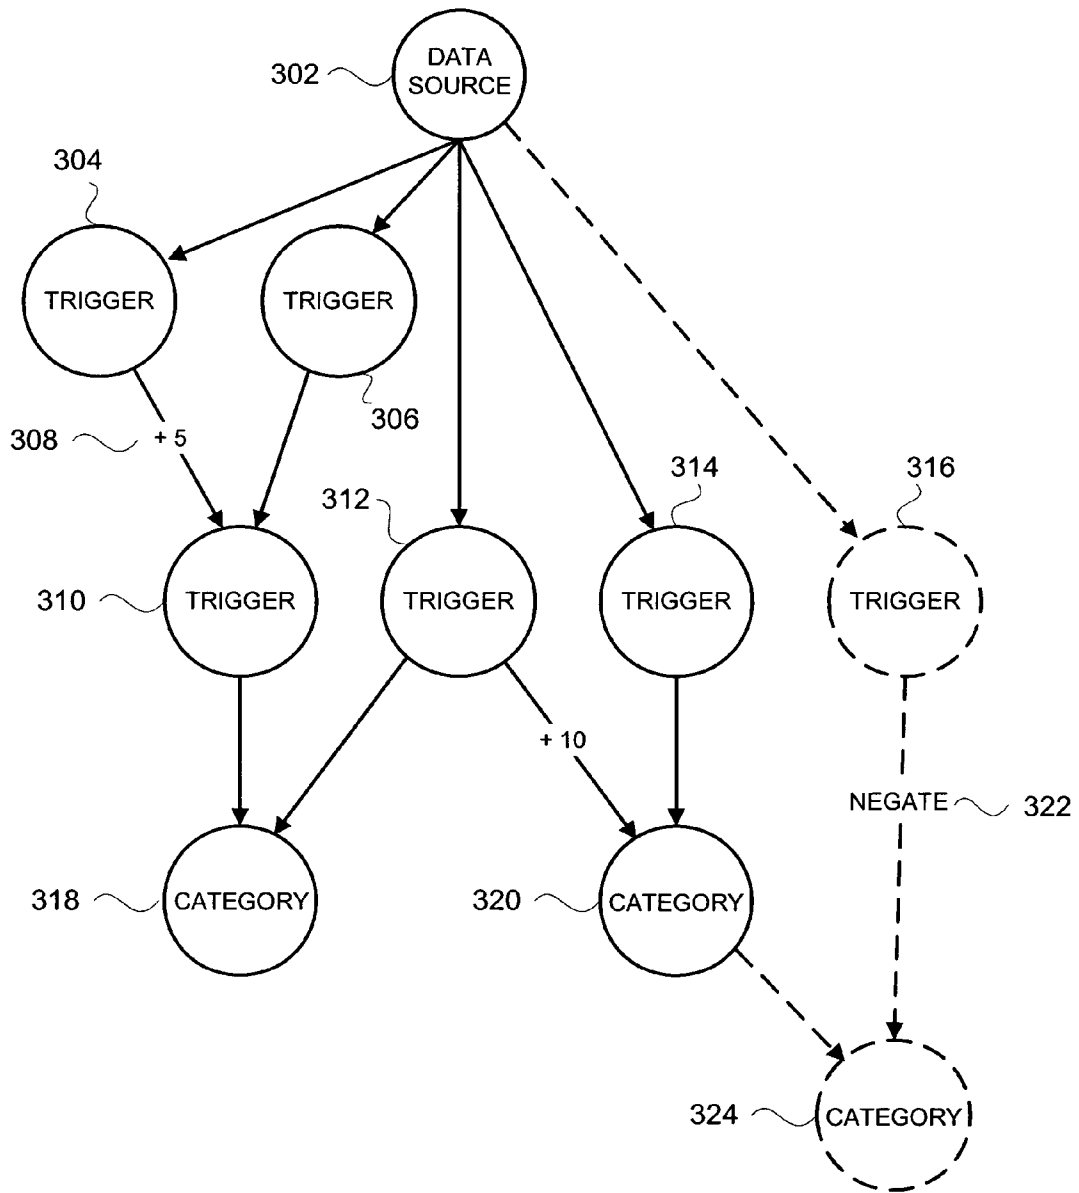 DATA
SOURCE
302
304
TRIGGER
TRIGGER
306
308
+ 5
312
314
316
310
TRIGGER
TRIGGER
TRIGGER
TRIGGER
+ 10
NEGATE
322
318
CATEGORY
320
CATEGORY
324
CATEGORY